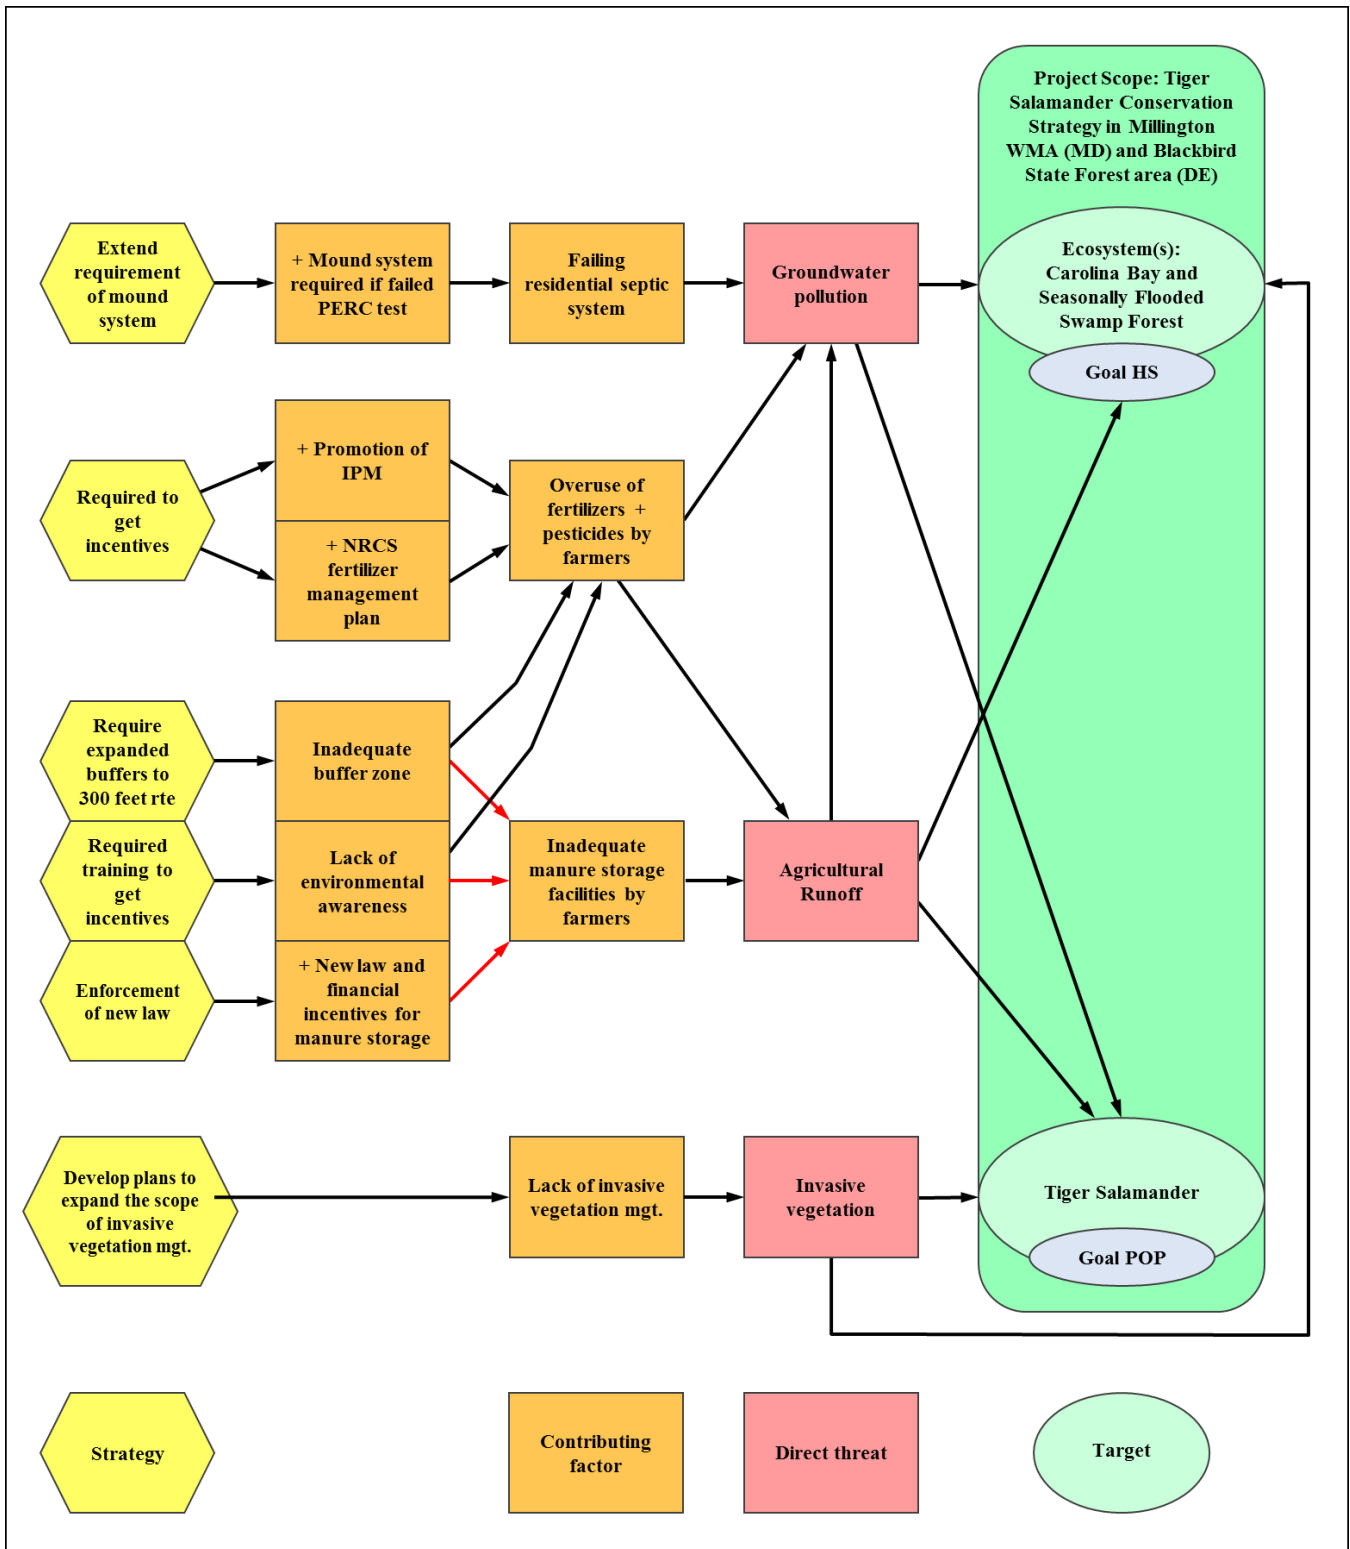 Project Scope: Tiger
Salamander Conservation
Strategy in Millington
WMA (MD) and Blackbird
State Forest area (DE)
Extend
requirement
of mound
system
+ Mound system
required if failed
PERC test
Failing
residential septic
system
Groundwater
pollution
Ecosystem(s):
Carolina Bay and
Seasonally Flooded
Swamp Forest
Goal HS
Required to
get
incentives
+ Promotion of
IPM
+ NRCS
fertilizer
management
plan
Overuse of
fertilizers +
pesticides by
farmers
Require
expanded
buffers to
300 feet rte
Inadequate
buffer zone
Required
training to
get
incentives
Lack of
environmental
awareness
Inadequate
manure storage
facilities by
farmers
Agricultural
Runoff
Enforcement
of new law
+ New law and
financial
incentives for
manure storage
Develop plans to
expand the scope
of invasive
vegetation mgt.
Lack of invasive
vegetation mgt.
Invasive
vegetation
Tiger Salamander
Goal POP
Strategy
Contributing
factor
Direct threat
Target